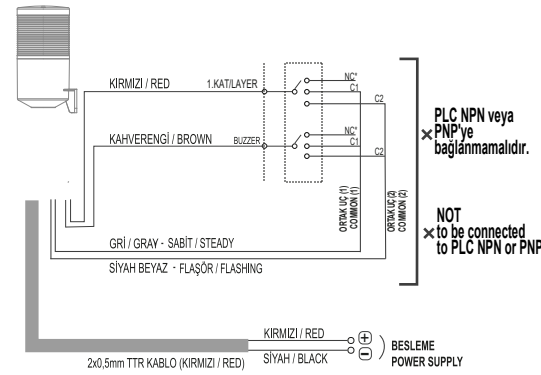 KIRMIZI / RED
1.KAT/LAYER
NC*
C1
C2
KAHVERENGİ / BROWN
BUZZER
NC*
C1
C2
PLC NPN veya
PNP'ye
bağlanmamalıdır.
ORTAK UÇ (1)
COMMON (1)
ORTAK UÇ (2)
COMMON (2)
NOT
to be connected
to PLC NPN or PNP
GRİ / GRAY - SABİT / STEADY
SİYAH BEYAZ - FLAŞÖR / FLASHING
KIRMIZI / RED
+
SİYAH / BLACK
−
BESLEME
POWER SUPPLY
2x0,5mm TTR KABLO (KIRMIZI / RED)